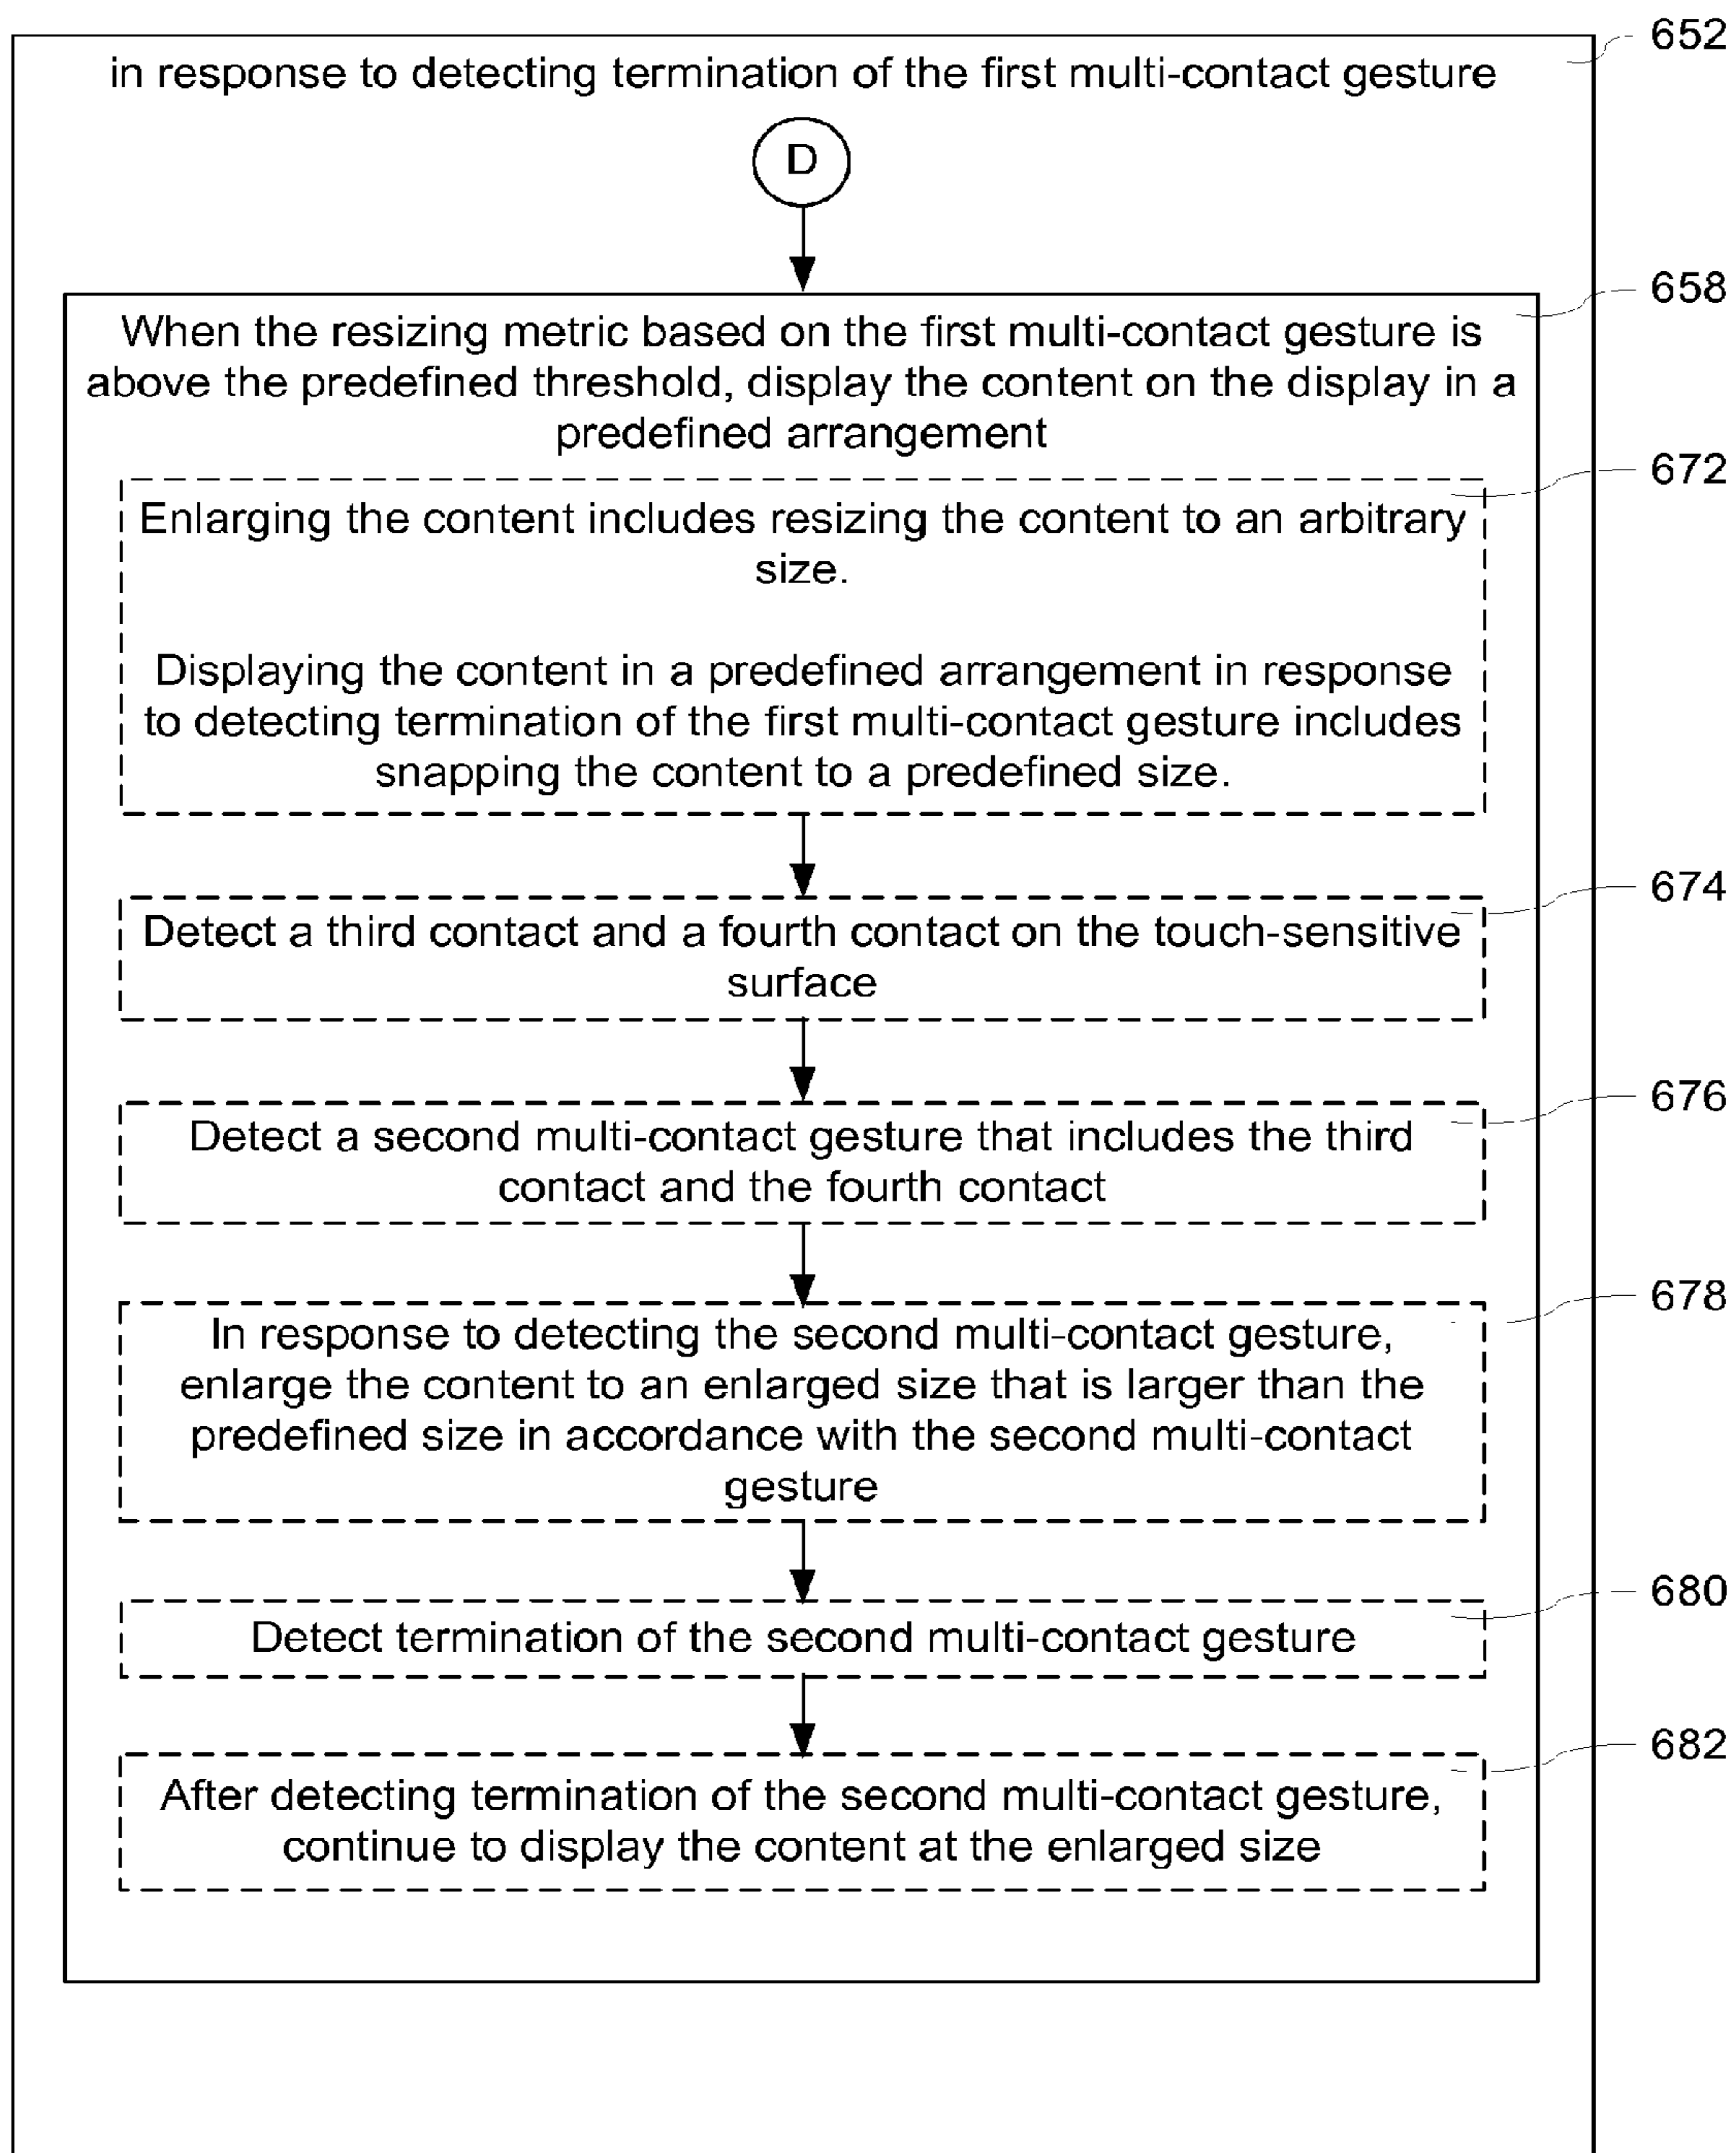 652
in response to detecting termination of the first multi-contact gesture
D
658
When the resizing metric based on the first multi-contact gesture is
above the predefined threshold, display the content on the display in a
predefined arrangement
672
Enlarging the content includes resizing the content to an arbitrary
size.
Displaying the content in a predefined arrangement in response
to detecting termination of the first multi-contact gesture includes
snapping the content to a predefined size.
674
Detect a third contact and a fourth contact on the touch-sensitive
surface
676
Detect a second multi-contact gesture that includes the third
contact and the fourth contact
678
In response to detecting the second multi-contact gesture,
enlarge the content to an enlarged size that is larger than the
predefined size in accordance with the second multi-contact
gesture
680
Detect termination of the second multi-contact gesture
682
After detecting termination of the second multi-contact gesture,
continue to display the content at the enlarged size